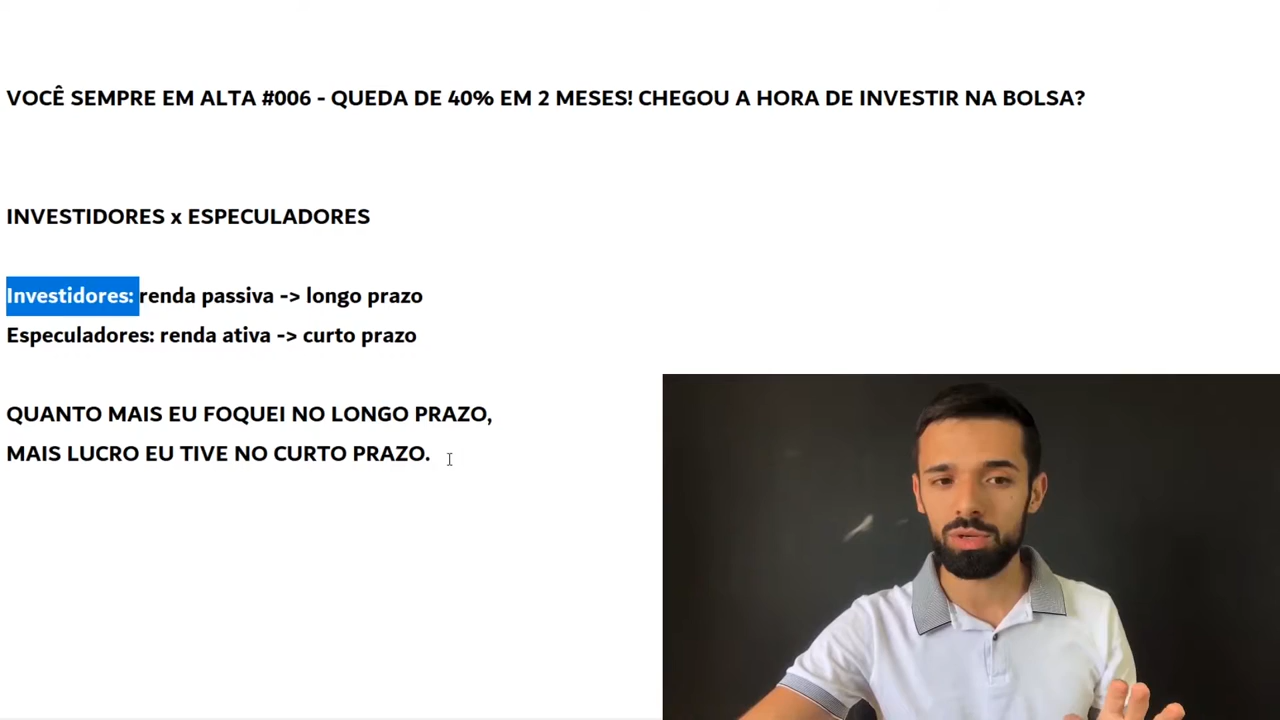 VOCÊ SEMPRE EM ALTA #006 - QUEDA DE 40% EM 2 MESES! CHEGOU A HORA DE INVESTIR NA BOLSA?
INVESTIDORES x ESPECULADORES
Investidores: renda passiva -> longo prazo
Especuladores: renda ativa -> curto prazo
QUANTO MAIS EU FOQUEI NO LONGO PRAZO,
MAIS LUCRO EU TIVE NO CURTO PRAZO.